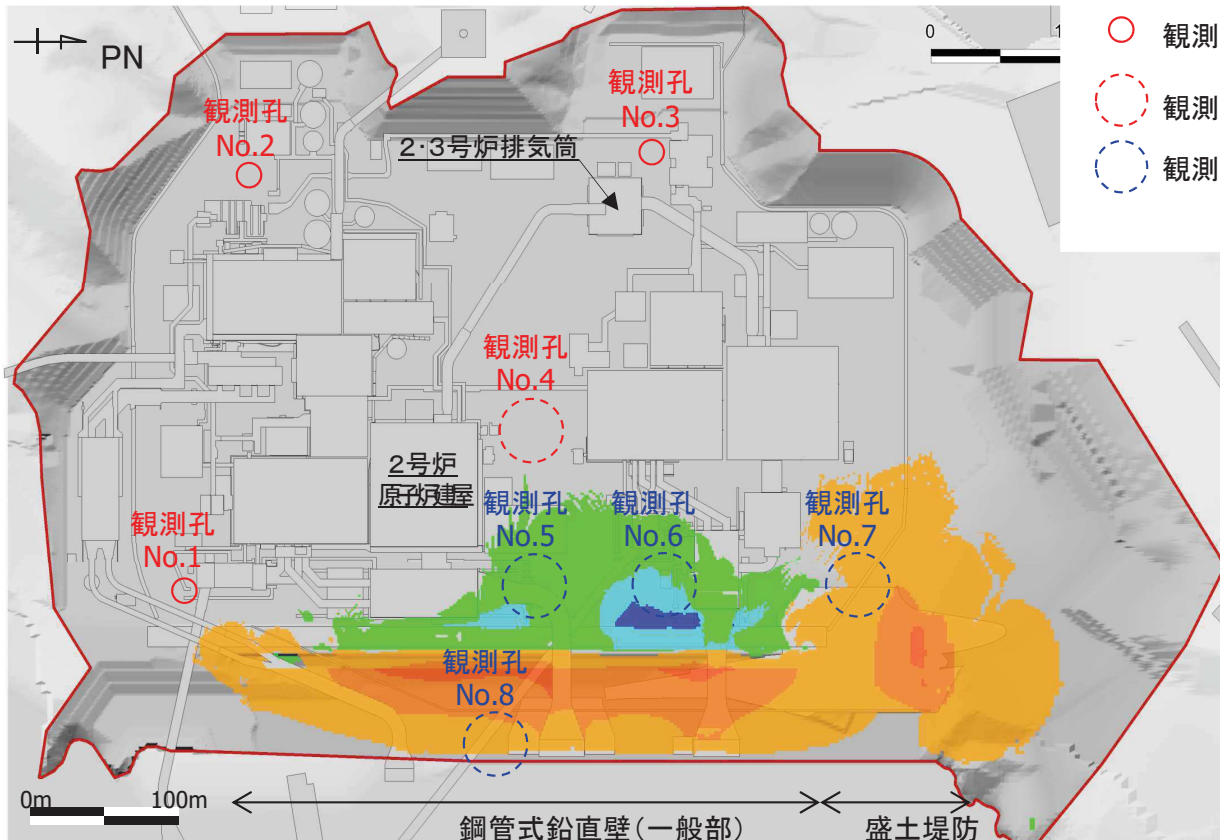 PN
0
1
観測
観測
観測
観測孔
No.2
観測孔
No.3
2・3号炉排気筒
観測孔
No.4
2号炉
原子炉建屋
観測孔
No.5
観測孔
No.6
観測孔
No.7
観測孔
No.1
観測孔
No.8
0m
100m
鋼管式鉛直壁(一般部)
盛土堤防